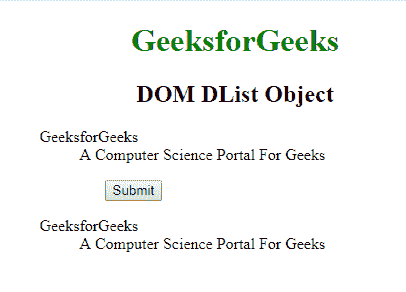 GeeksforGeeks
DOM DList Object
GeeksforGeeks
A Computer Science Portal For Geeks
Submit
GeeksforGeeks
A Computer Science Portal For Geeks